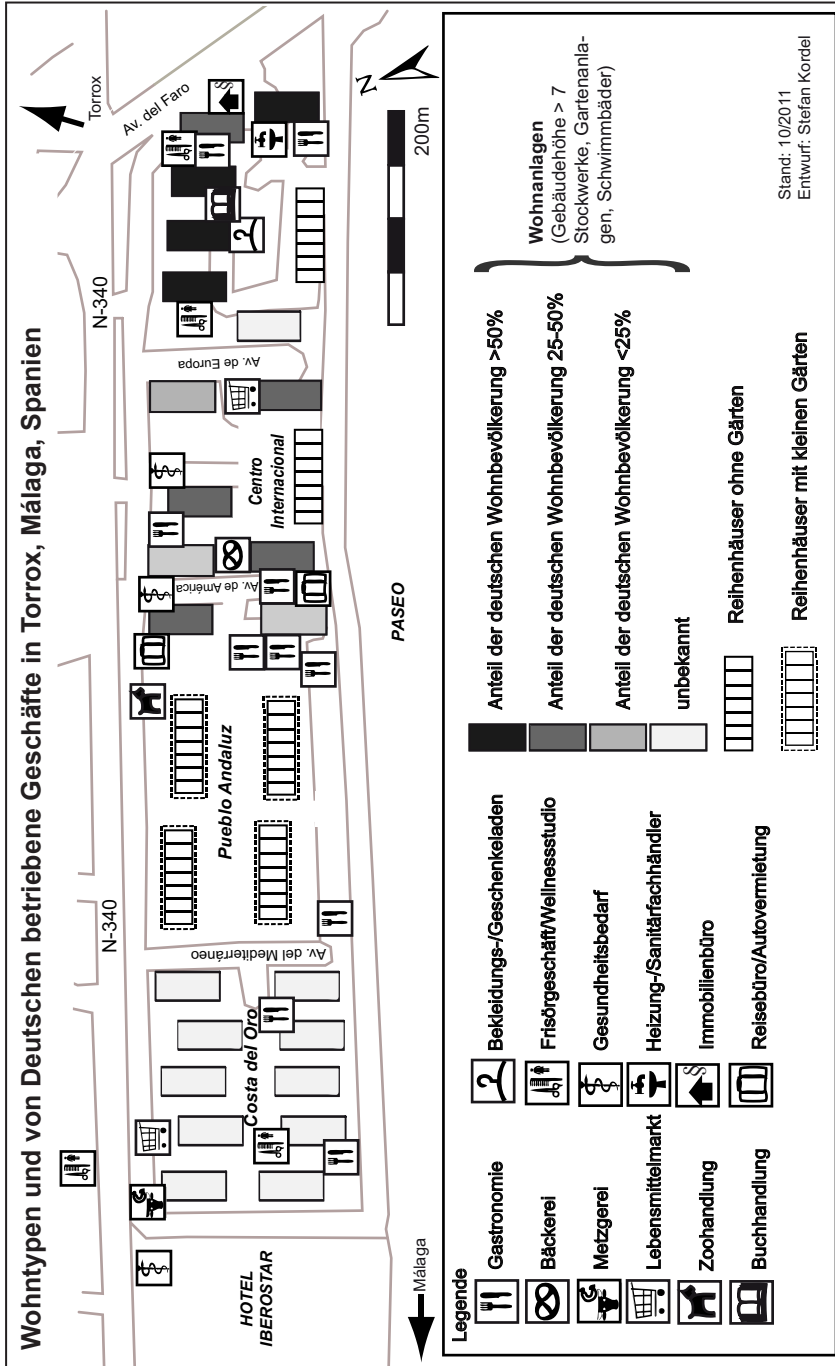 Wohntypen und von Deutschen betriebene Geschäfte in Torrox, Málaga, Spanien
Torrox
Av. del Faro
N-340
N-340
N
200m
Av. de Europa
Centro
Internacional
Av. de América
PASEO
Pueblo Andaluz
Av. del Mediterráneo
Costa del Oro
HOTEL
IBEROSTAR
Málaga
Legende
Gastronomie
Bäckerei
Metzgerei
Lebensmittelmarkt
Zoohandlung
Buchhandlung
Bekleidungs-/Geschenkeladen
Frisörgeschäft/Wellnessstudio
Gesundheitsbedarf
Heizung-/Sanitärfachhändler
Immobilienbüro
Reisebüro/Autovermietung
Anteil der deutschen Wohnbevölkerung >50%
Anteil der deutschen Wohnbevölkerung 25-50%
Anteil der deutschen Wohnbevölkerung <25%
unbekannt
Reihenhäuser ohne Gärten
Reihenhäuser mit kleinen Gärten
Wohnanlagen
(Gebäudehöhe > 7
Stockwerke, Gartenanla-
gen, Schwimmbäder)
Stand: 10/2011
Entwurf: Stefan Kordel